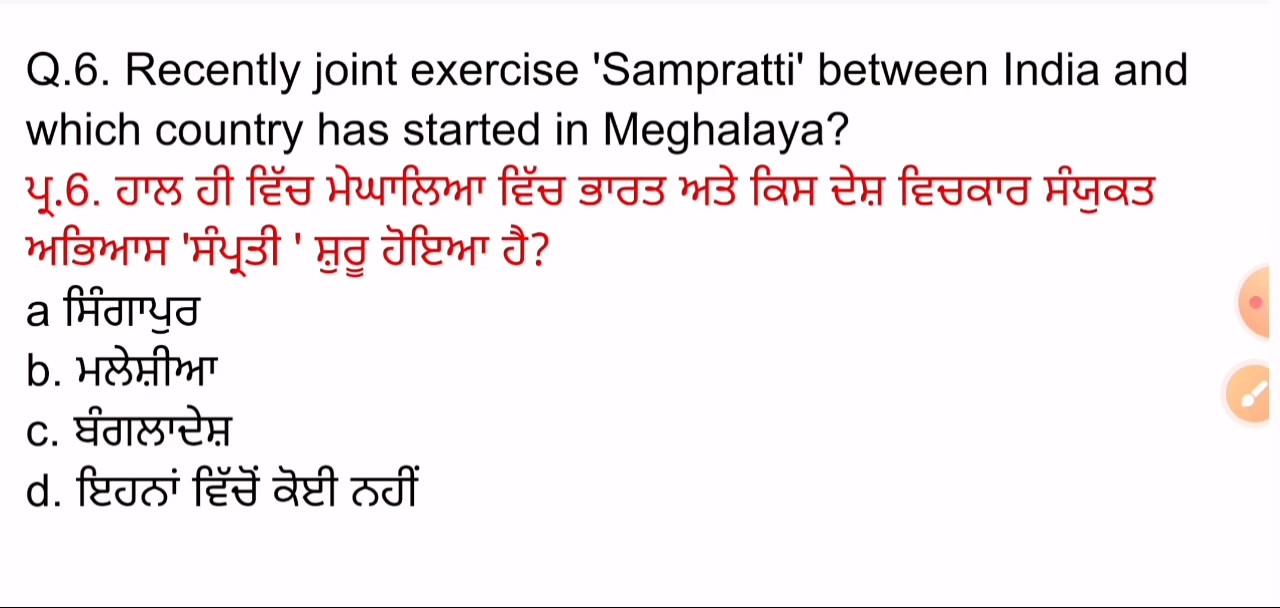 Q.6. Recently joint exercise 'Sampratti' between India and
which country has started in Meghalaya?
ਪ੍ਰ.6. ਹਾਲ ਹੀ ਵਿੱਚ ਮੇਘਾਲਿਆ ਵਿੱਚ ਭਾਰਤ ਅਤੇ ਕਿਸ ਦੇਸ਼ ਵਿਚਕਾਰ ਸੰਯੁਕਤ
ਅਭਿਆਸ 'ਸੰਪ੍ਰਤੀ ' ਸ਼ੁਰੂ ਹੋਇਆ ਹੈ?
a ਸਿੰਗਾਪੁਰ
b. ਮਲੇਸ਼ੀਆ
c. ਬੰਗਲਾਦੇਸ਼
d. ਇਹਨਾਂ ਵਿੱਚੋਂ ਕੋਈ ਨਹੀਂ